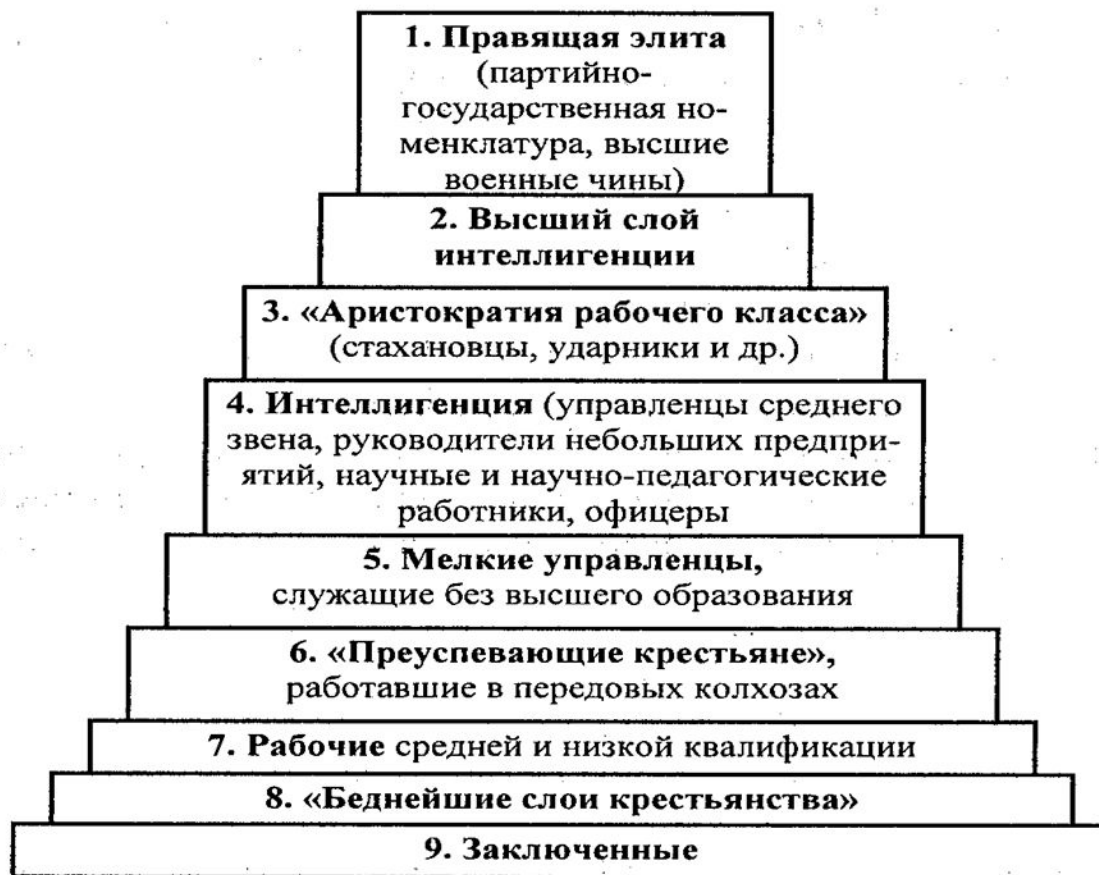 1. Правящая элита
(партийно-
государственная но-
менклатура, высшие
военные чины)
2. Высший слой
интеллигенции
3. «Аристократия рабочего класса»
(стахановцы, ударники и др.)
4. Интеллигенция (управленцы среднего
звена, руководители небольших предпри-
ятий, научные и научно-педагогические
работники, офицеры
5. Мелкие управленцы,
служащие без высшего образования
6. «Преуспевающие крестьяне»,
работавшие в передовых колхозах
7. Рабочие средней и низкой квалификации
8. «Беднейшие слои крестьянства»
9. Заключенные